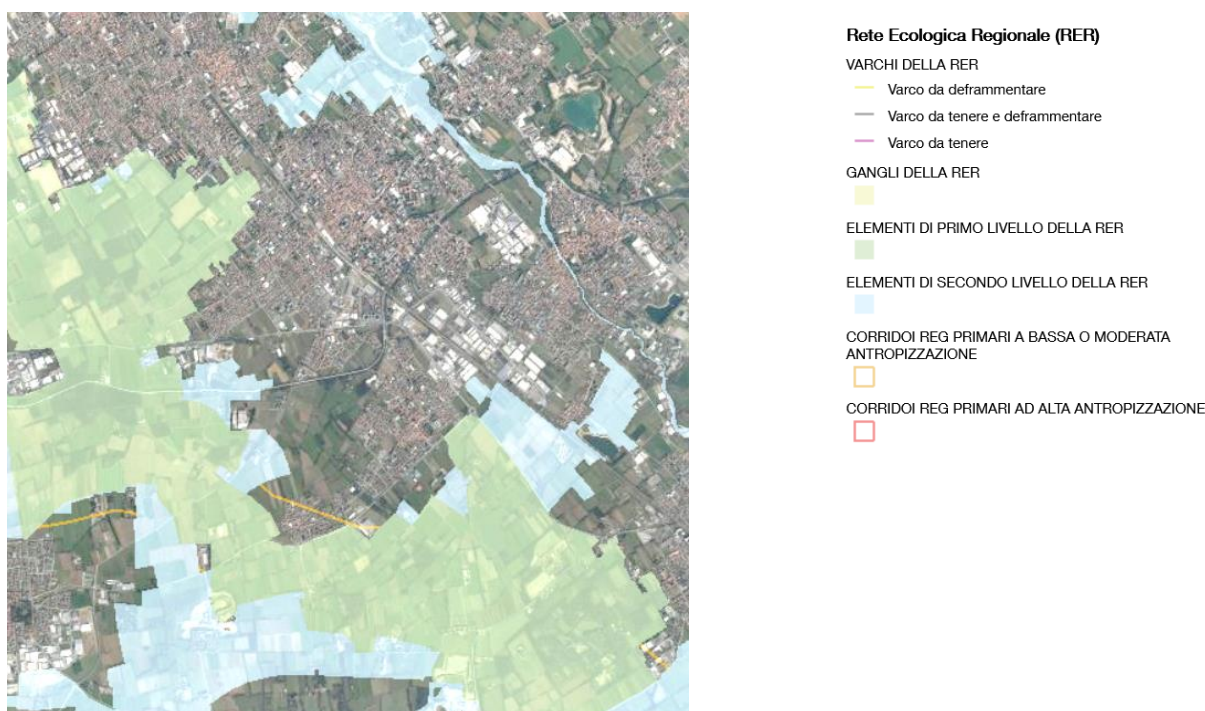 Rete Ecologica Regionale (RER)
VARCHI DELLA RER
Varco da deframmentare
Varco da tenere e deframmentare
Varco da tenere
GANGLI DELLA RER
ELEMENTI DI PRIMO LIVELLO DELLA RER
ELEMENTI DI SECONDO LIVELLO DELLA RER
CORRIDOI REG PRIMARI A BASSA O MODERATA
ANTROPIZZAZIONE
CORRIDOI REG PRIMARI AD ALTA ANTROPIZZAZIONE